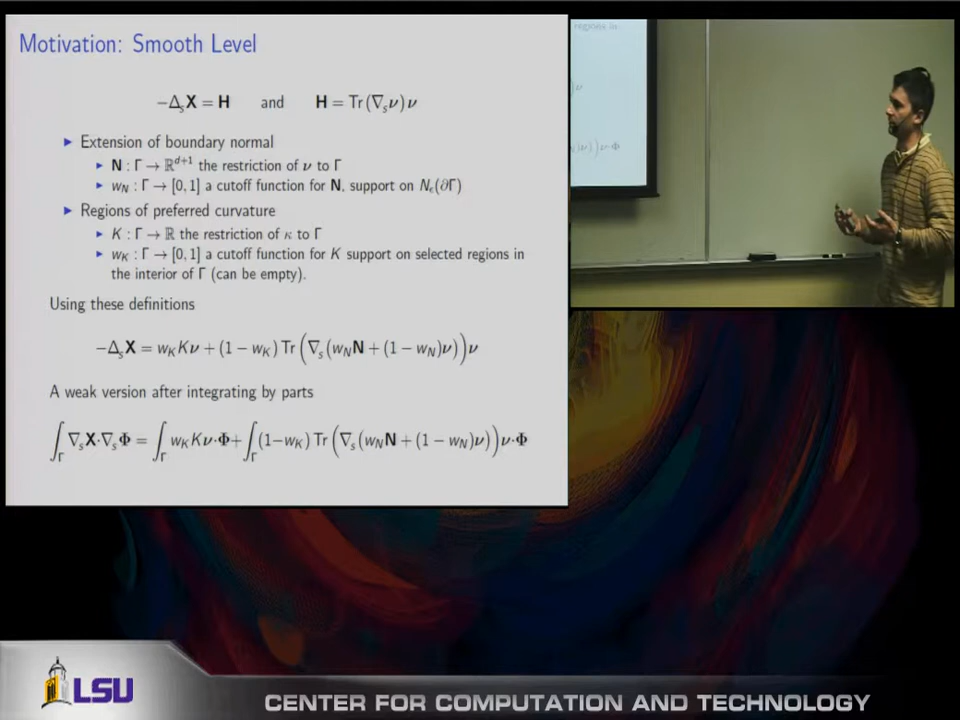 Motivation: Smooth Level
−Δ_s X = H and H = Tr(∇_s ν) ν
► Extension of boundary normal
► N : Γ → ℝ^{d+1} the restriction of ν to Γ
► w_N : Γ → [0, 1] a cutoff function for N, support on N_ϵ(∂Γ)
► Regions of preferred curvature
► K : Γ → ℝ the restriction of κ to Γ
► w_K : Γ → [0, 1] a cutoff function for K support on selected regions in
the interior of Γ (can be empty).
Using these definitions
−Δ_s X = w_K Kν + (1 − w_K) Tr(∇_s(w_N N + (1 − w_N)ν))ν
A weak version after integrating by parts
∫_Γ ∇_s X·∇_s Φ = ∫_Γ w_K Kν·Φ + ∫_Γ (1−w_K) Tr(∇_s(w_N N + (1 − w_N)ν))ν·Φ
regions in
LSU
CENTER FOR COMPUTATION AND TECHNOLOGY